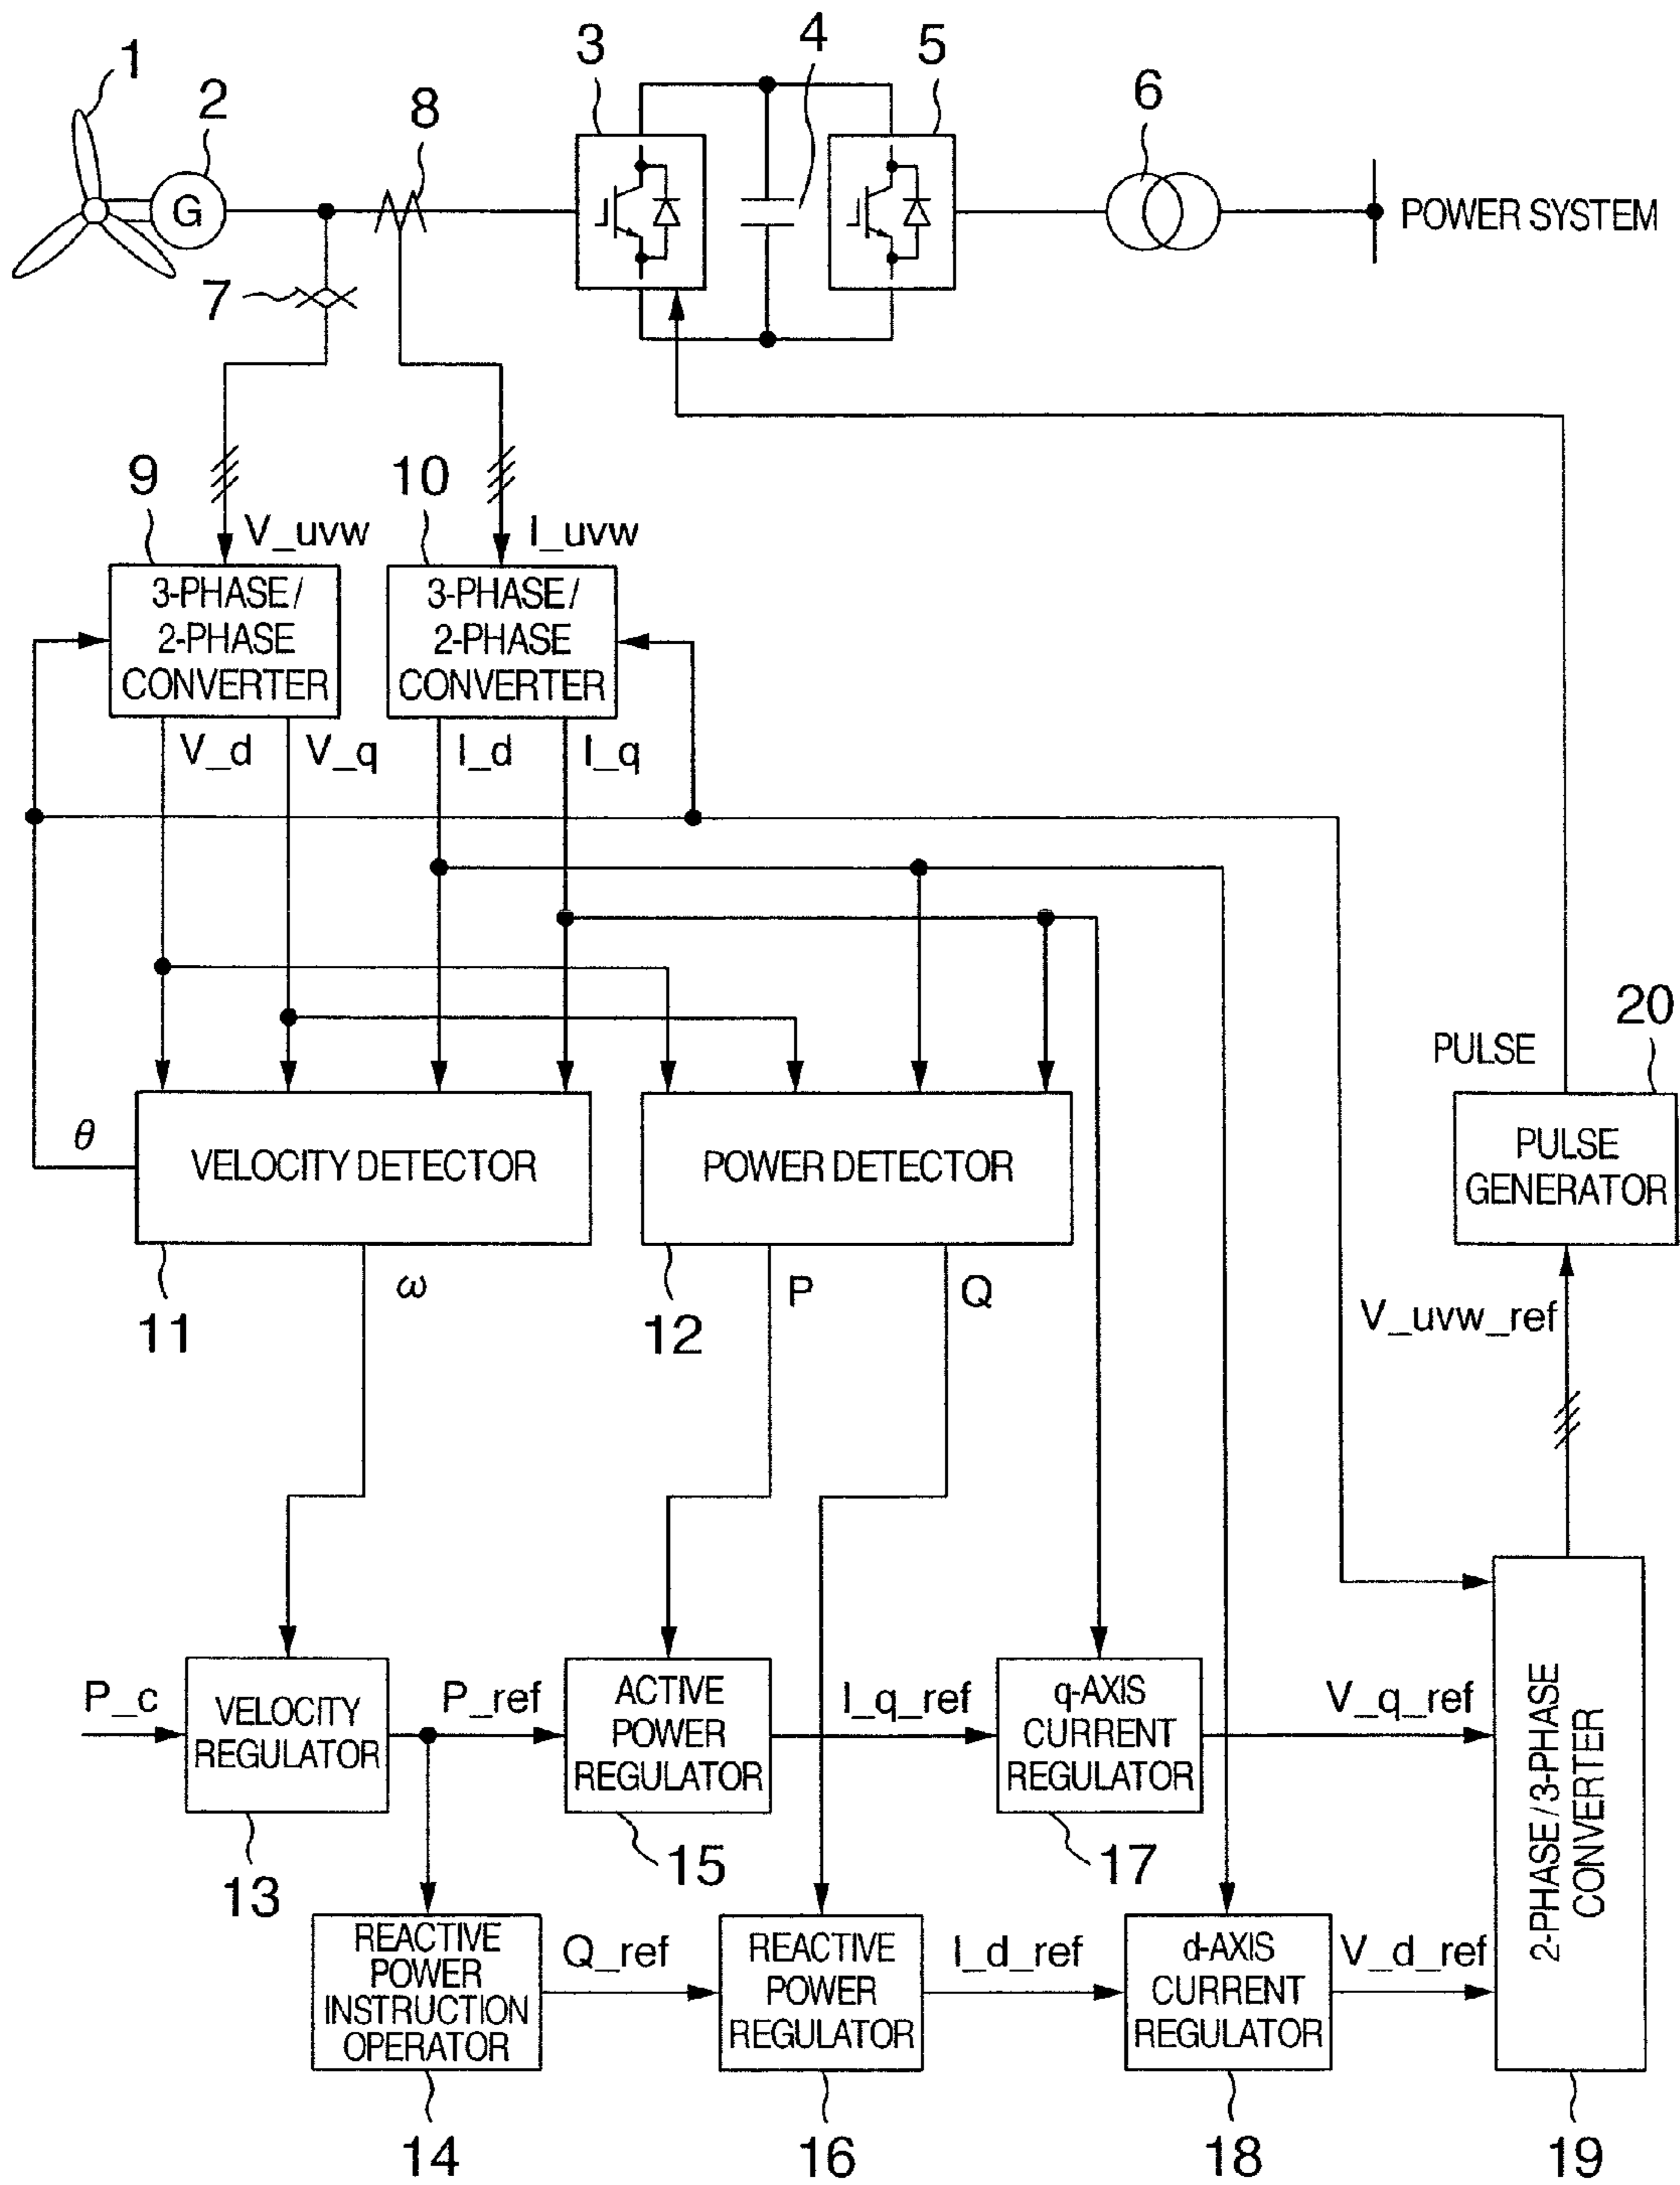 1
2
8
3
4
5
6
G
POWER SYSTEM
7
9
10
V_uvw
I_uvw
3-PHASE/
2-PHASE
CONVERTER
3-PHASE/
2-PHASE
CONVERTER
V_d
V_q
I_d
I_q
20
PULSE
θ
VELOCITY DETECTOR
POWER DETECTOR
PULSE
GENERATOR
11
ω
12
P
Q
V_uvw_ref
P_c
VELOCITY
REGULATOR
P_ref
ACTIVE
POWER
REGULATOR
I_q_ref
q-AXIS
CURRENT
REGULATOR
V_q_ref
2-PHASE/3-PHASE
CONVERTER
13
15
17
REACTIVE
POWER
INSTRUCTION
OPERATOR
Q_ref
REACTIVE
POWER
REGULATOR
I_d_ref
d-AXIS
CURRENT
REGULATOR
V_d_ref
14
16
18
19